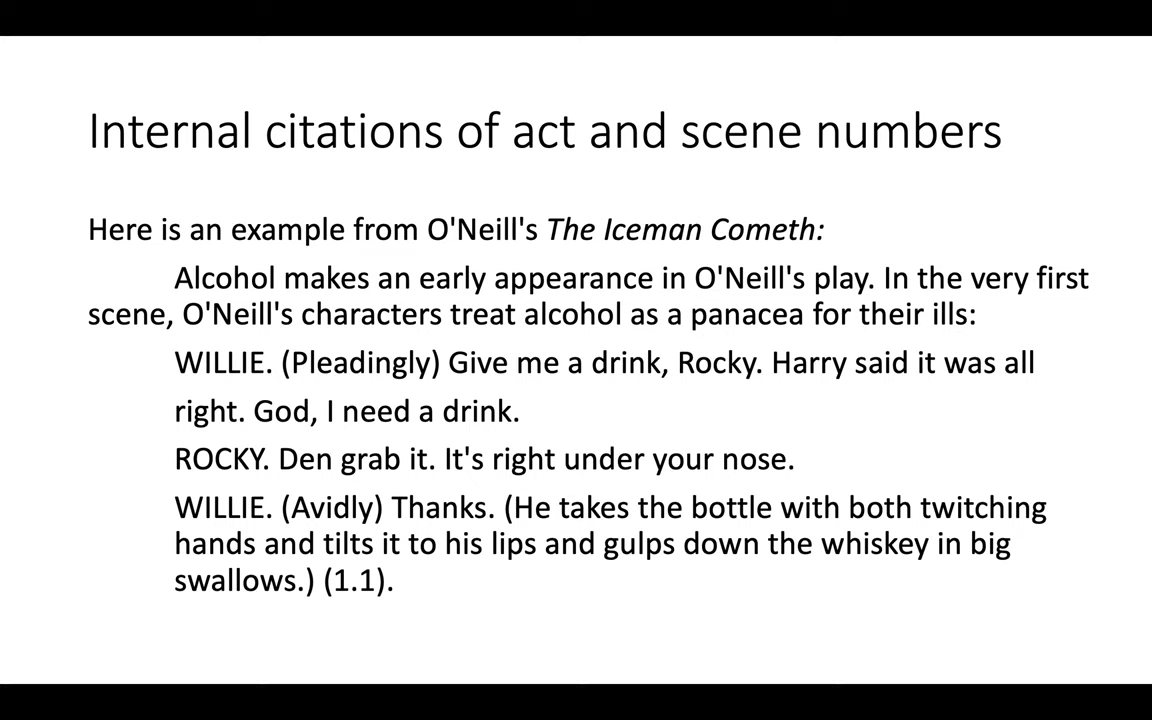 Internal citations of act and scene numbers
Here is an example from O'Neill's The Iceman Cometh:
Alcohol makes an early appearance in O'Neill's play. In the very first
scene, O'Neill's characters treat alcohol as a panacea for their ills:
WILLIE. (Pleadingly) Give me a drink, Rocky. Harry said it was all
right. God, I need a drink.
ROCKY. Den grab it. It's right under your nose.
WILLIE. (Avidly) Thanks. (He takes the bottle with both twitching
hands and tilts it to his lips and gulps down the whiskey in big
swallows.) (1.1).